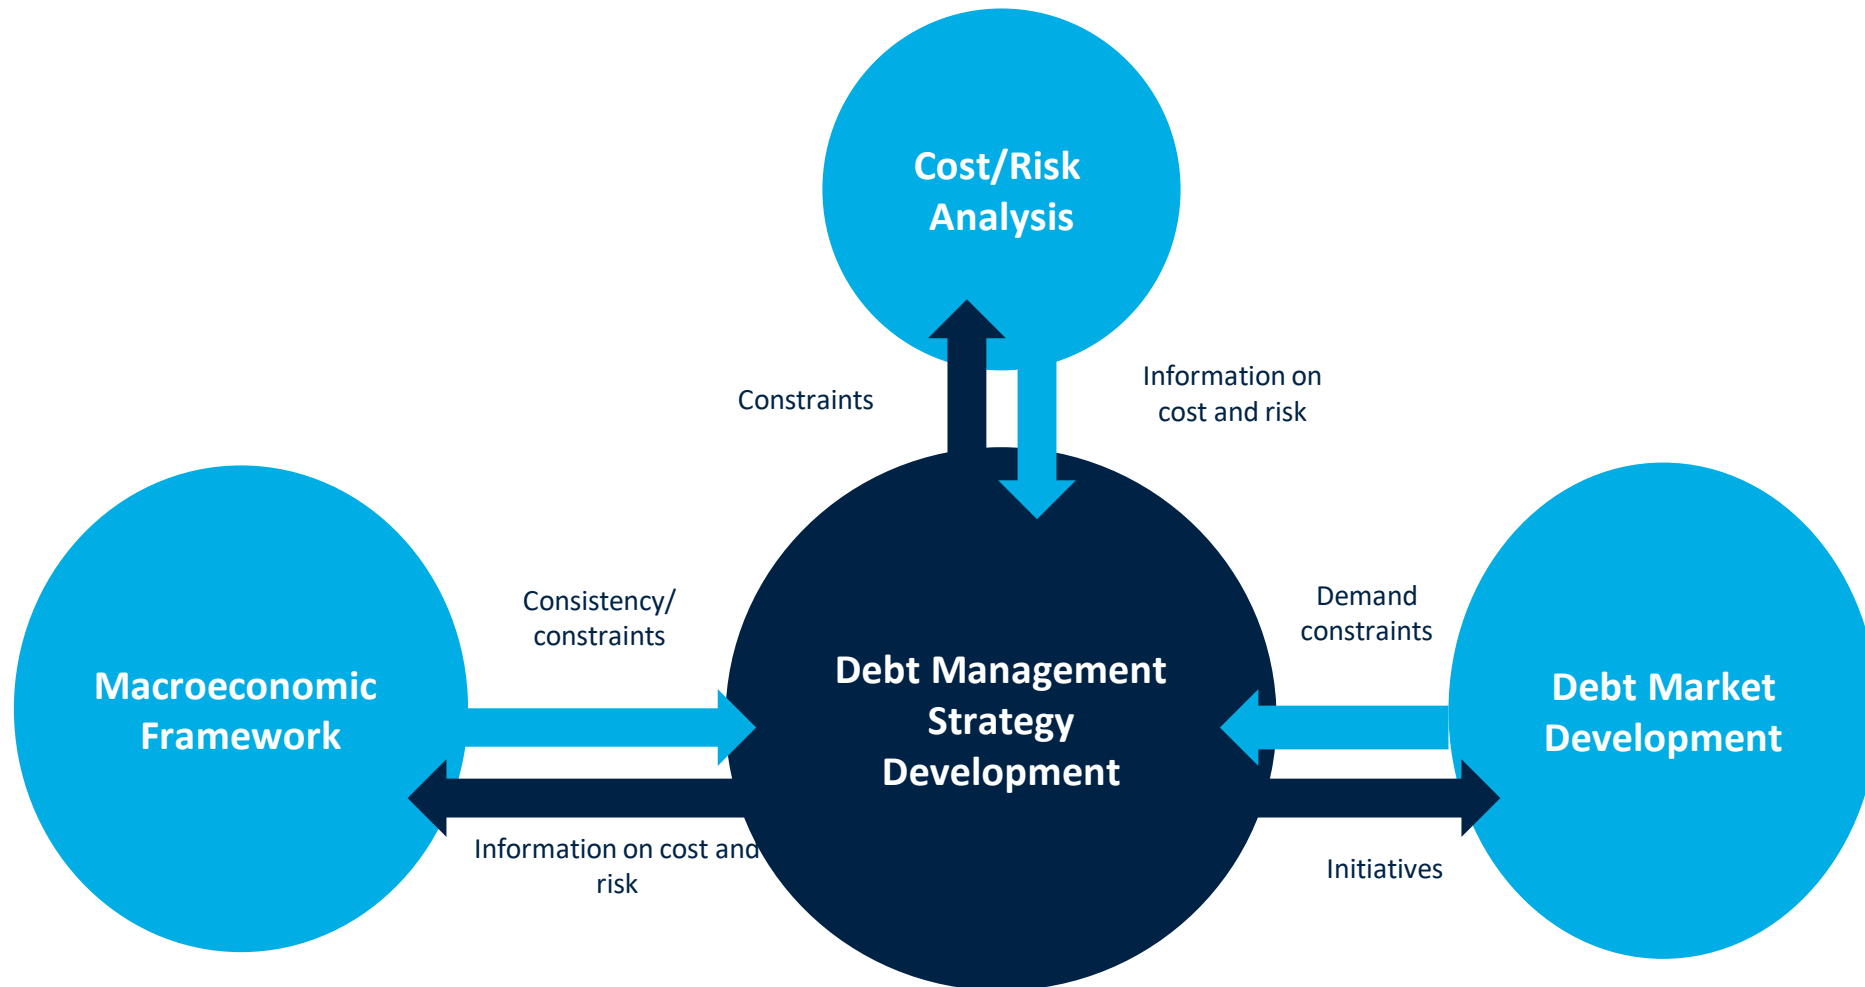 Cost/Risk
Analysis
Constraints
Information on
cost and risk
Consistency/
constraints
Demand
constraints
Macroeconomic
Framework
Debt Management
Strategy
Development
Debt Market
Development
Information on cost and
risk
Initiatives